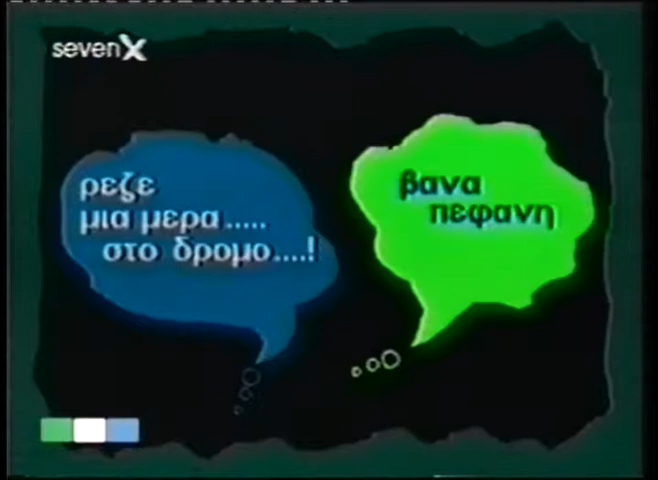 sevenX
ρεζε
μια μερα.....
στο δρομο....!
βανα
πεφανη